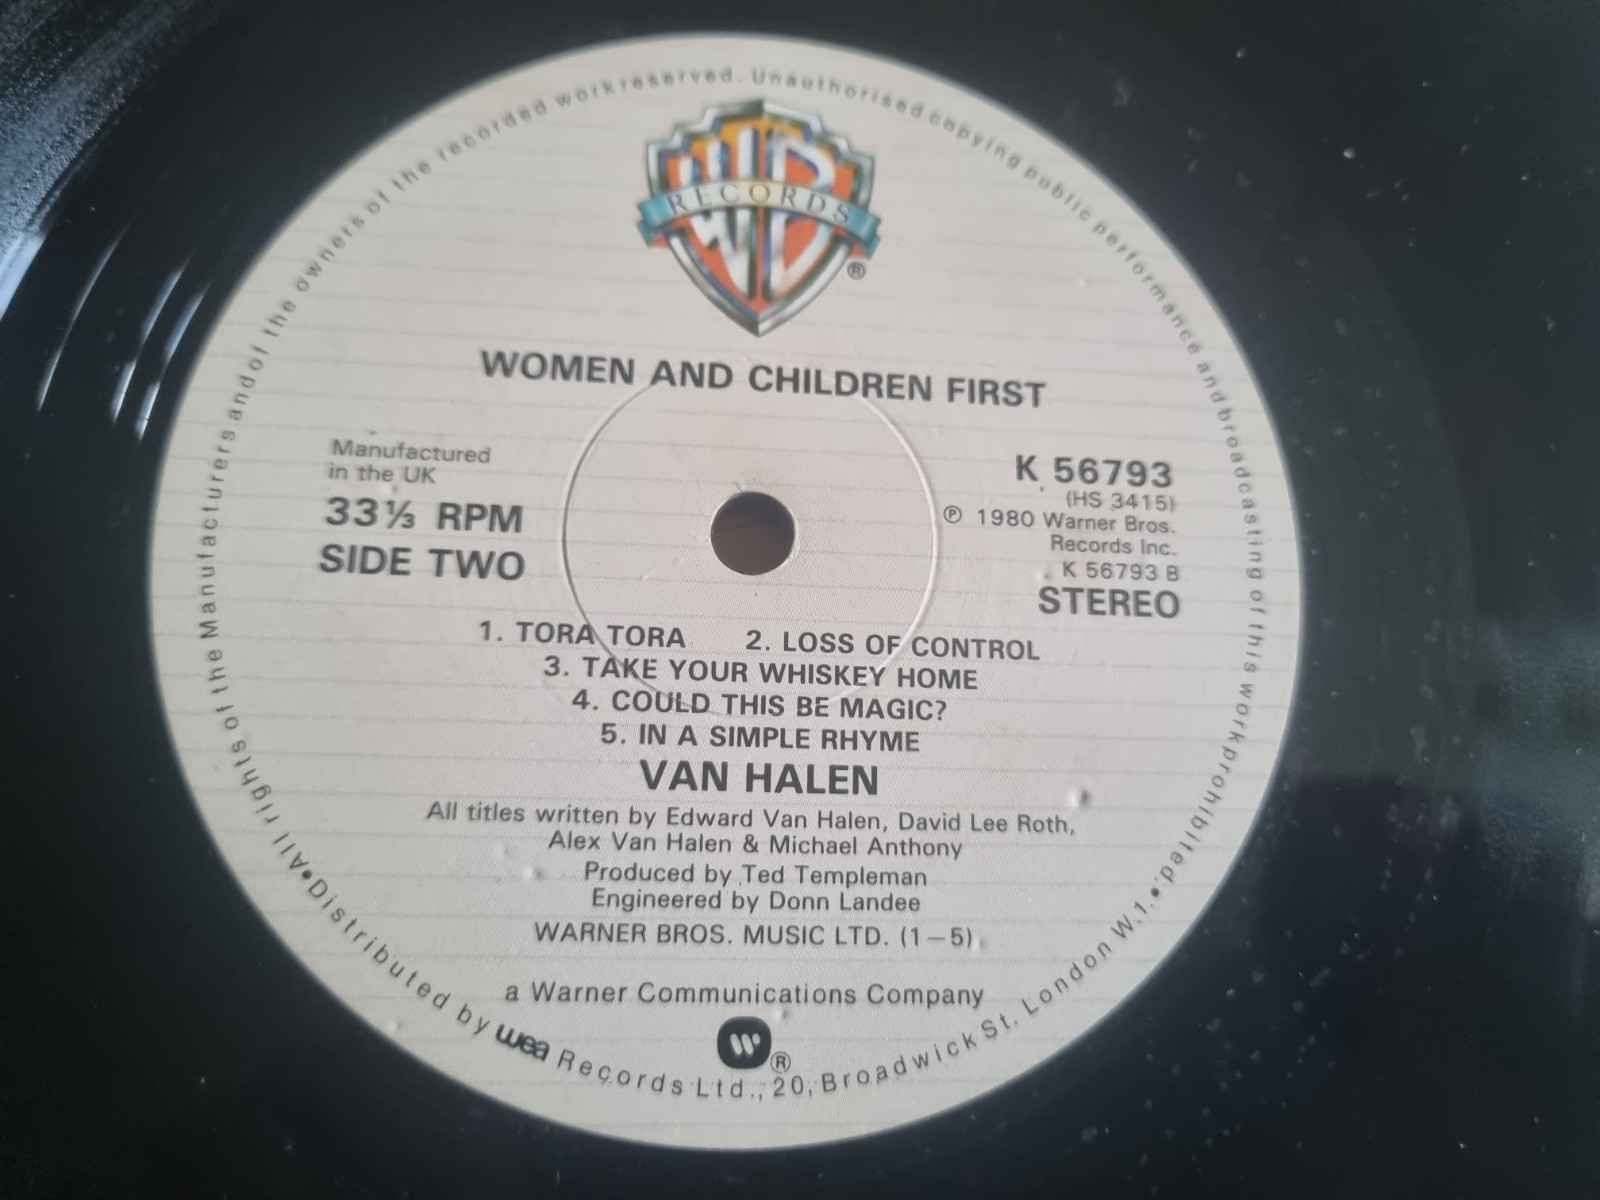 All rights of the Manufacturers and of the owners of the recorded work reserved. Unauthorised copying public performance and broadcasting of this work prohibited.
WB
RECORDS
®
WOMEN AND CHILDREN FIRST
Manufactured
in the UK
33⅓ RPM
SIDE TWO
K 56793
(HS 3415)
℗ 1980 Warner Bros.
Records Inc.
K 56793 B
STEREO
1. TORA TORA 2. LOSS OF CONTROL
3. TAKE YOUR WHISKEY HOME
4. COULD THIS BE MAGIC?
5. IN A SIMPLE RHYME
VAN HALEN
All titles written by Edward Van Halen, David Lee Roth,
Alex Van Halen & Michael Anthony
Produced by Ted Templeman
Engineered by Donn Landee
WARNER BROS. MUSIC LTD. (1–5)
a Warner Communications Company
W ®
• Distributed by wea Records Ltd., 20, Broadwick St. London W.1. •